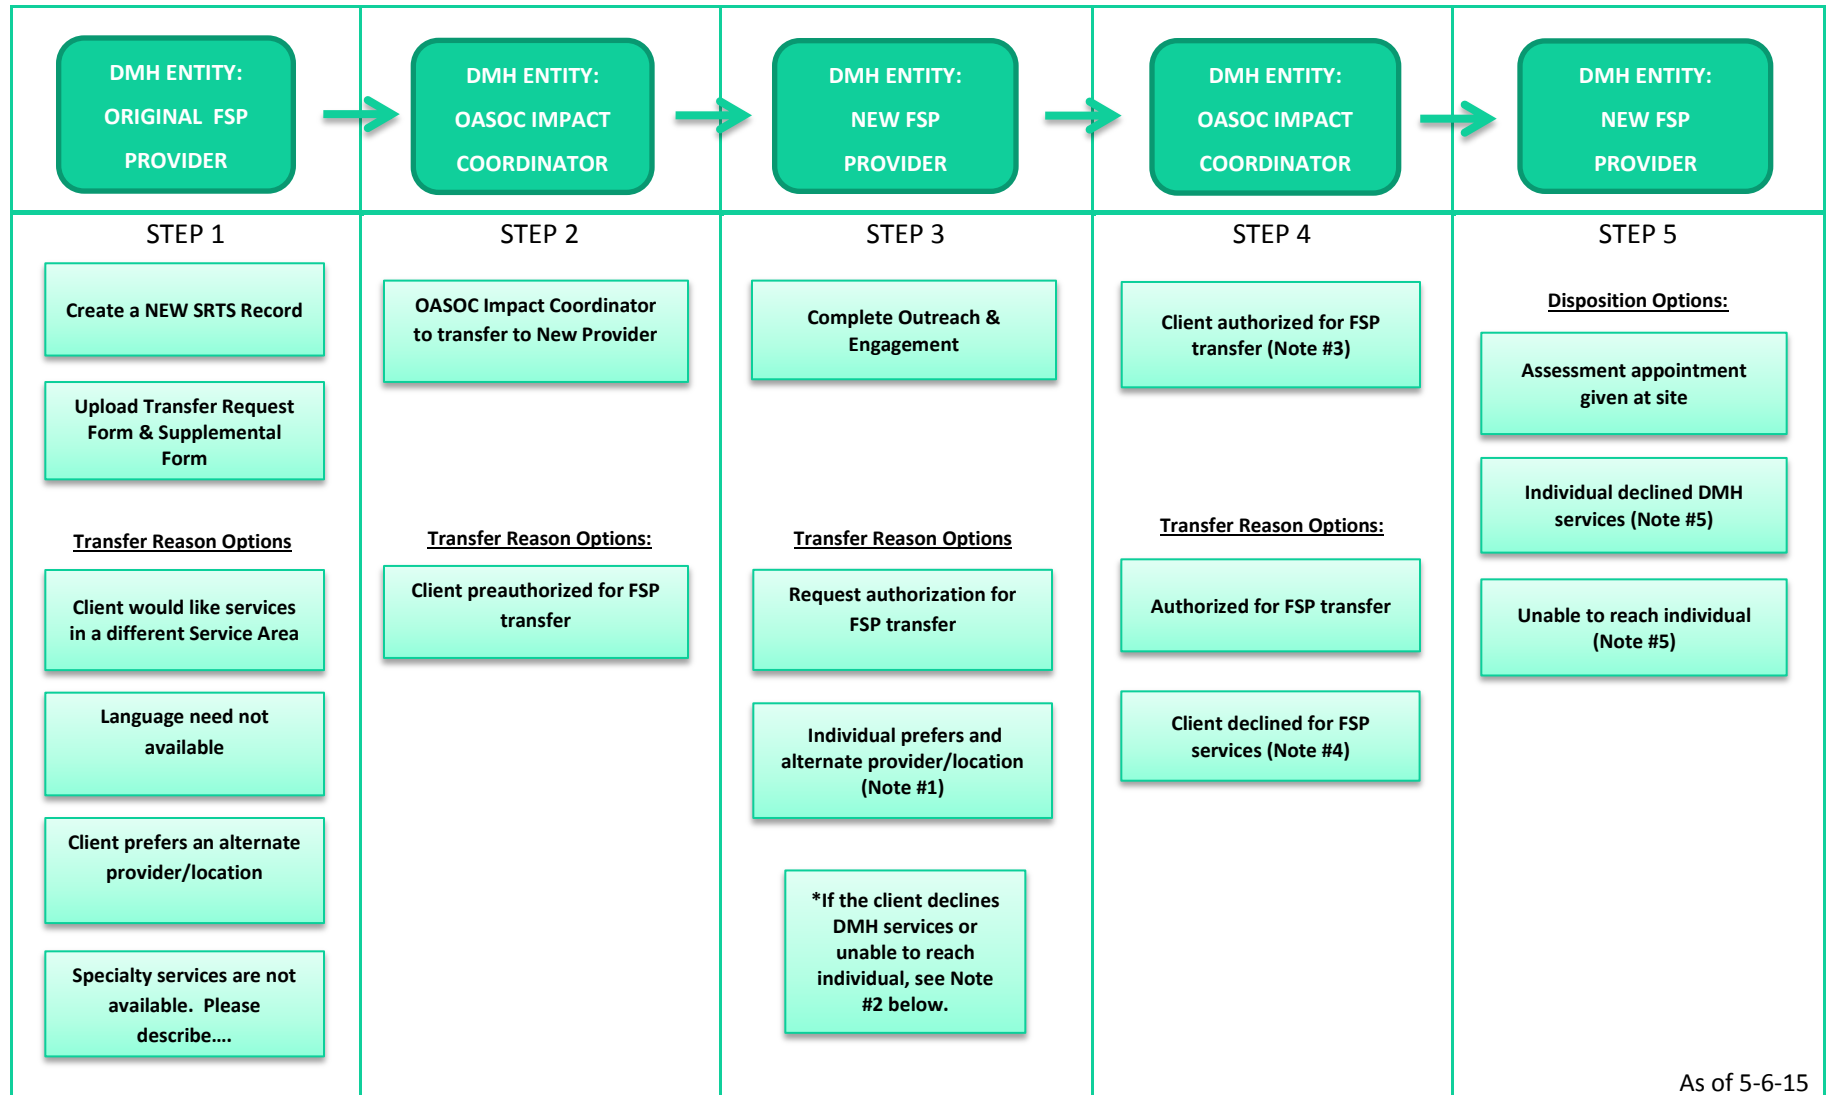 DMH ENTITY:
ORIGINAL FSP
PROVIDER
DMH ENTITY:
OASOC IMPACT
COORDINATOR
DMH ENTITY:
NEW FSP
PROVIDER
DMH ENTITY:
OASOC IMPACT
COORDINATOR
DMH ENTITY:
NEW FSP
PROVIDER
STEP 1
Create a NEW SRTS Record
Upload Transfer Request
Form & Supplemental
Form
Transfer Reason Options
Client would like services
in a different Service Area
Language need not
available
Client prefers an alternate
provider/location
Specialty services are not
available. Please
describe….
STEP 2
OASOC Impact Coordinator
to transfer to New Provider
Transfer Reason Options:
Client preauthorized for FSP
transfer
STEP 3
Complete Outreach &
Engagement
Transfer Reason Options
Request authorization for
FSP transfer
Individual prefers and
alternate provider/location
(Note #1)
*If the client declines
DMH services or
unable to reach
individual, see Note
#2 below.
STEP 4
Client authorized for FSP
transfer (Note #3)
Transfer Reason Options:
Authorized for FSP transfer
Client declined for FSP
services (Note #4)
STEP 5
Disposition Options:
Assessment appointment
given at site
Individual declined DMH
services (Note #5)
Unable to reach individual
(Note #5)
As of 5-6-15